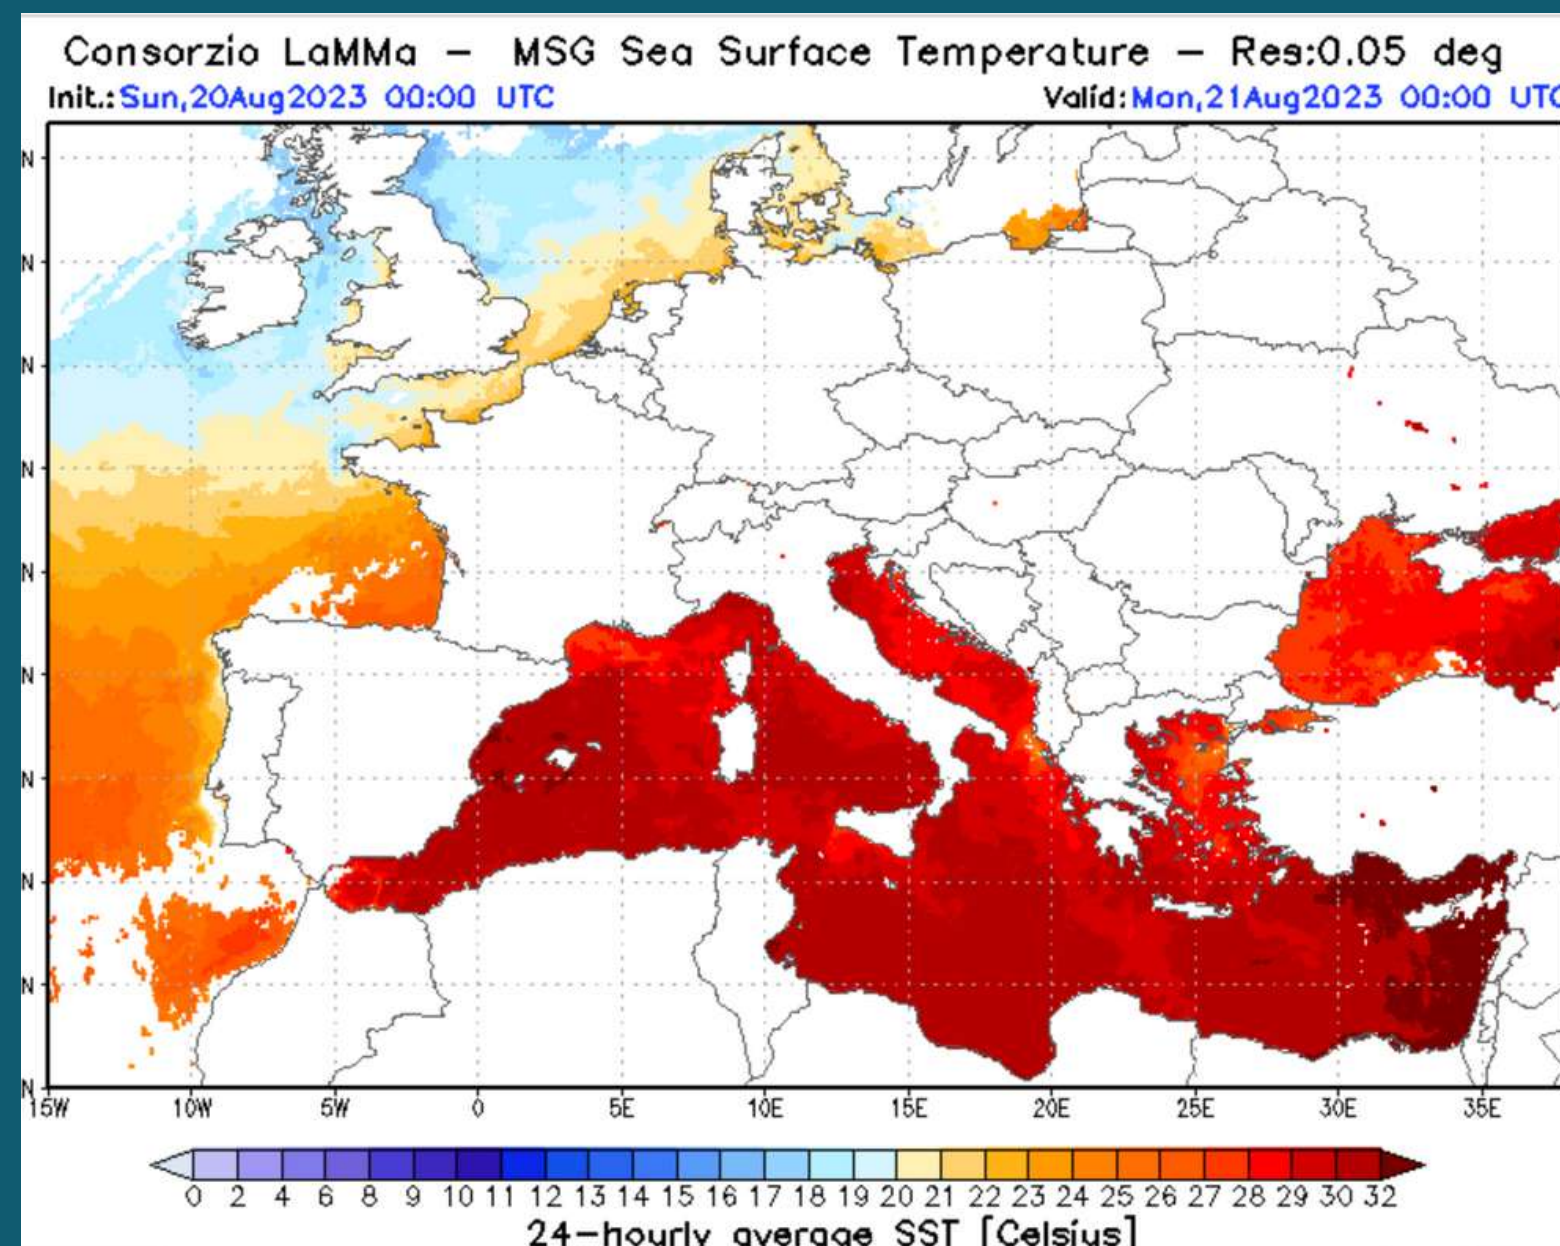 Consorzio LaMMa – MSG Sea Surface Temperature – Res:0.05 deg
Init.:Sun,20Aug2023 00:00 UTC
Valid:Mon,21Aug2023 00:00 UTC
N
N
N
N
N
N
N
N
N
N
15W 10W 5W 0 5E 10E 15E 20E 25E 30E 35E
0 2 4 6 8 9 10 11 12 13 14 15 16 17 18 19 20 21 22 23 24 25 26 27 28 29 30 32
24-hourly average SST [Celsius]